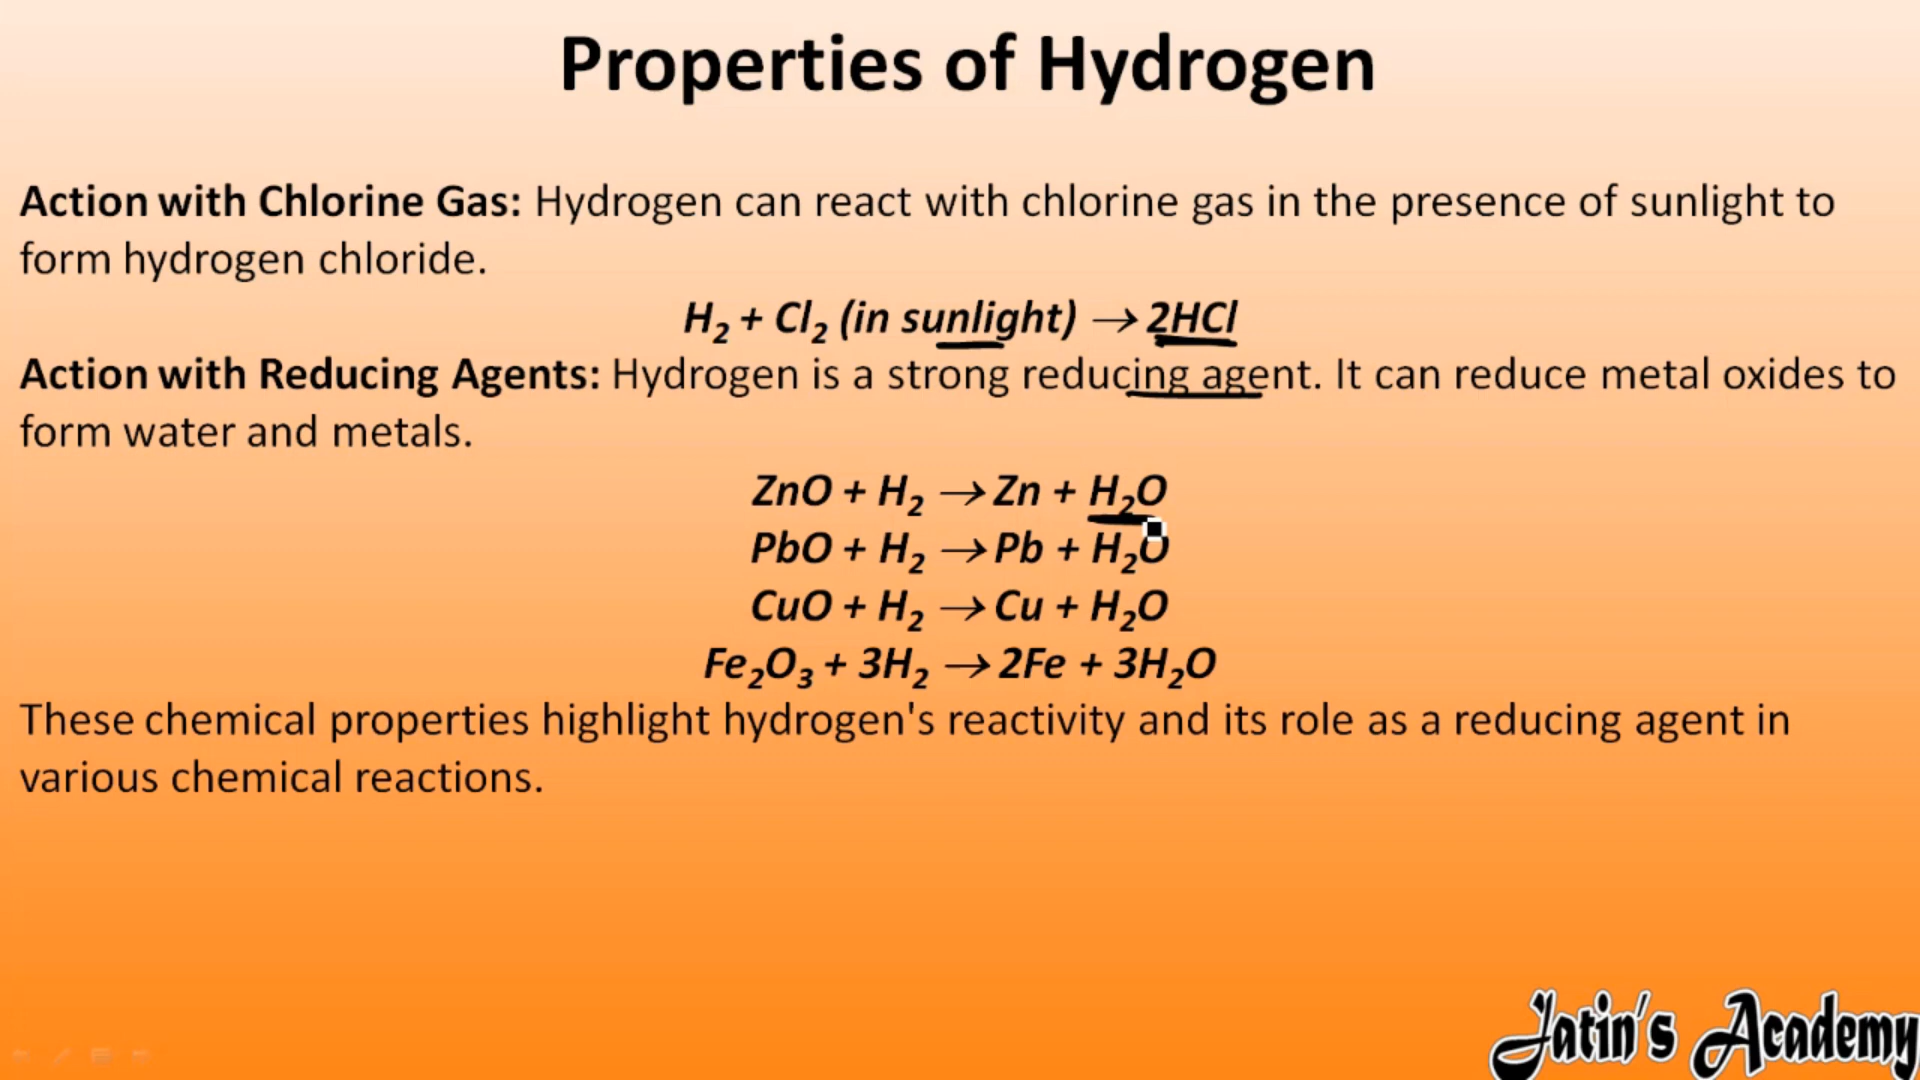 Properties of Hydrogen
Action with Chlorine Gas: Hydrogen can react with chlorine gas in the presence of sunlight to
form hydrogen chloride.
H₂ + Cl₂ (in sunlight) → 2HCl
Action with Reducing Agents: Hydrogen is a strong reducing agent. It can reduce metal oxides to
form water and metals.
ZnO + H₂ → Zn + H₂O
PbO + H₂ → Pb + H₂O
CuO + H₂ → Cu + H₂O
Fe₂O₃ + 3H₂ → 2Fe + 3H₂O
These chemical properties highlight hydrogen's reactivity and its role as a reducing agent in
various chemical reactions.
Jatin's Academy